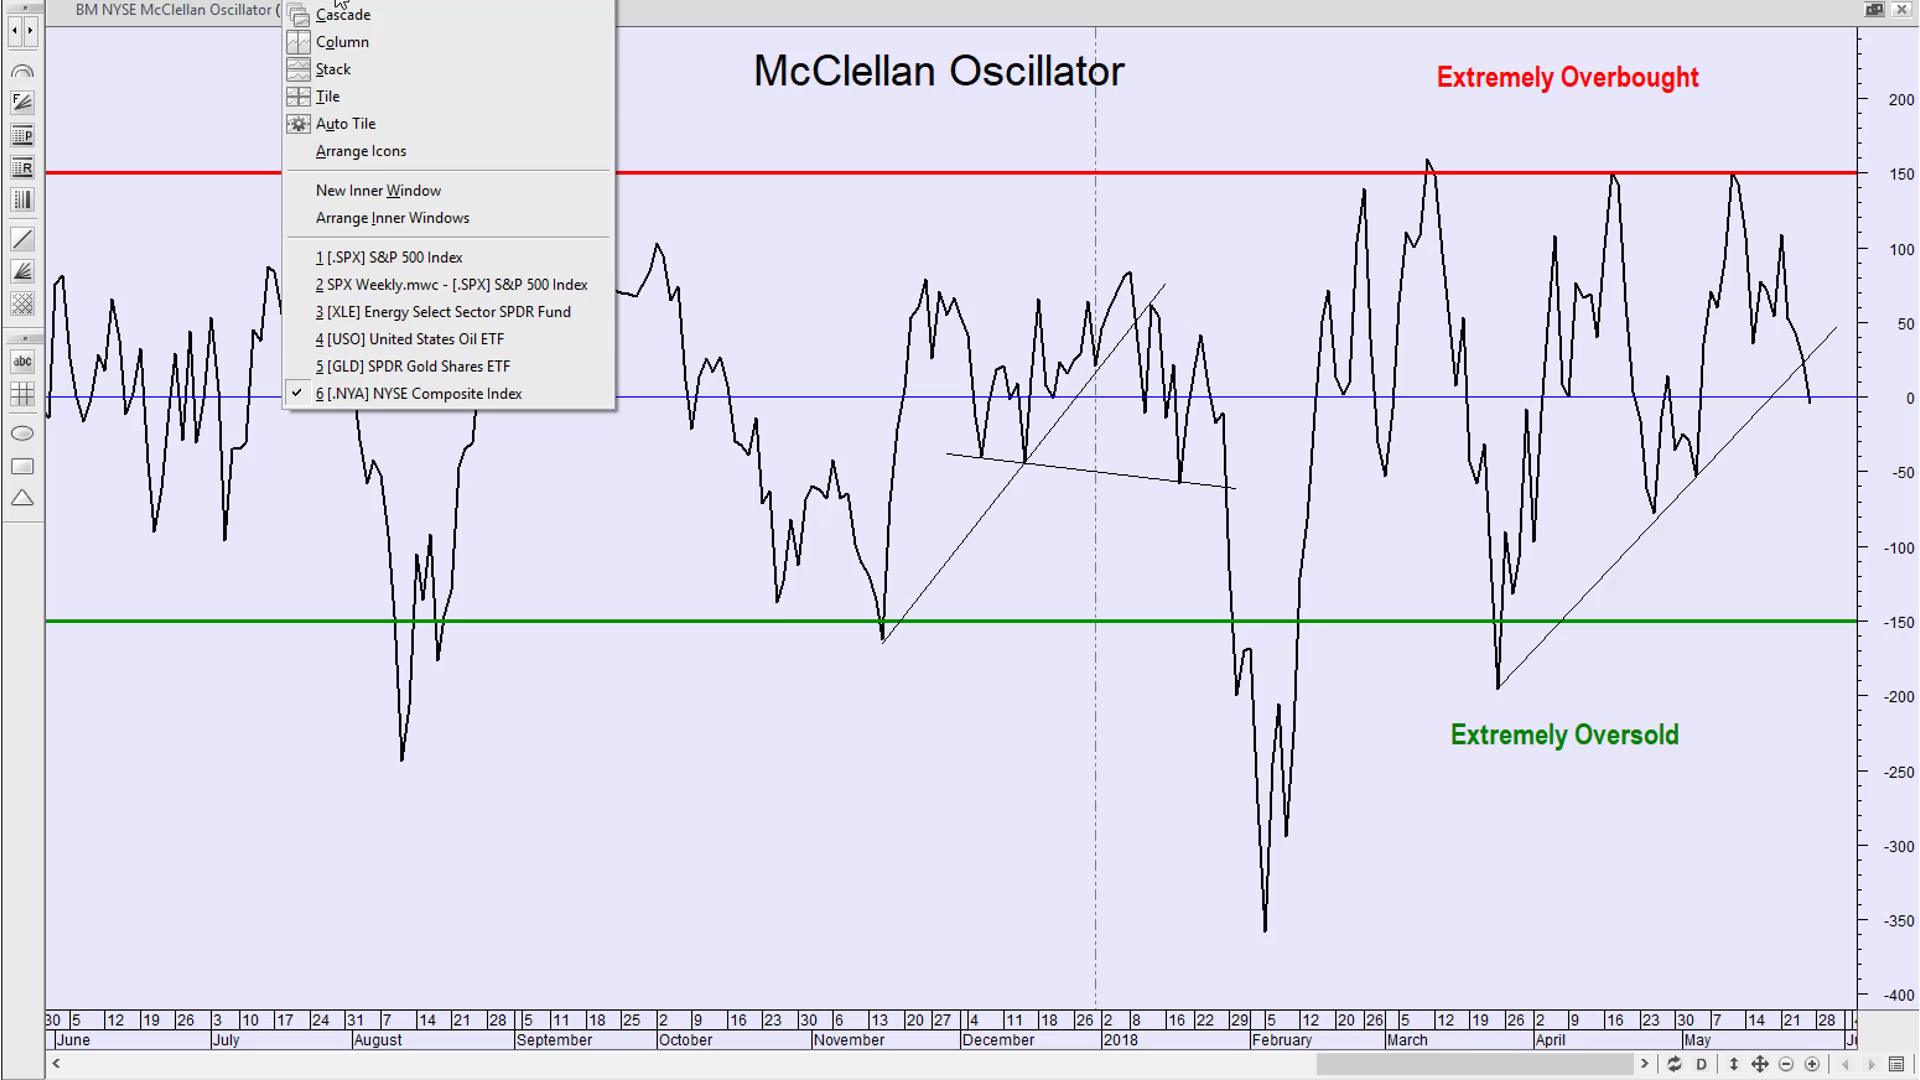 BM NYSE McClellan Oscillator (
Cascade
Column
Stack
Tile
Auto Tile
Arrange Icons
New Inner Window
Arrange Inner Windows
1 [.SPX] S&P 500 Index
2 SPX Weekly.mwc - [.SPX] S&P 500 Index
3 [XLE] Energy Select Sector SPDR Fund
4 [USO] United States Oil ETF
5 [GLD] SPDR Gold Shares ETF
6 [.NYA] NYSE Composite Index
McClellan Oscillator
Extremely Overbought
Extremely Oversold
F
P
R
abc
200
150
100
50
0
-50
-100
-150
-200
-250
-300
-350
-400
30 5 12 19 26 3 10 17 24 31 7 14 21 28 5 11 18 25 2 9 16 23 30 6 13 20 27 4 11 18 26 2 8 16 22 29 5 12 20 26 5 12 19 26 2 9 16 23 30 7 14 21 28
June July August September October November December 2018 February March April May
D